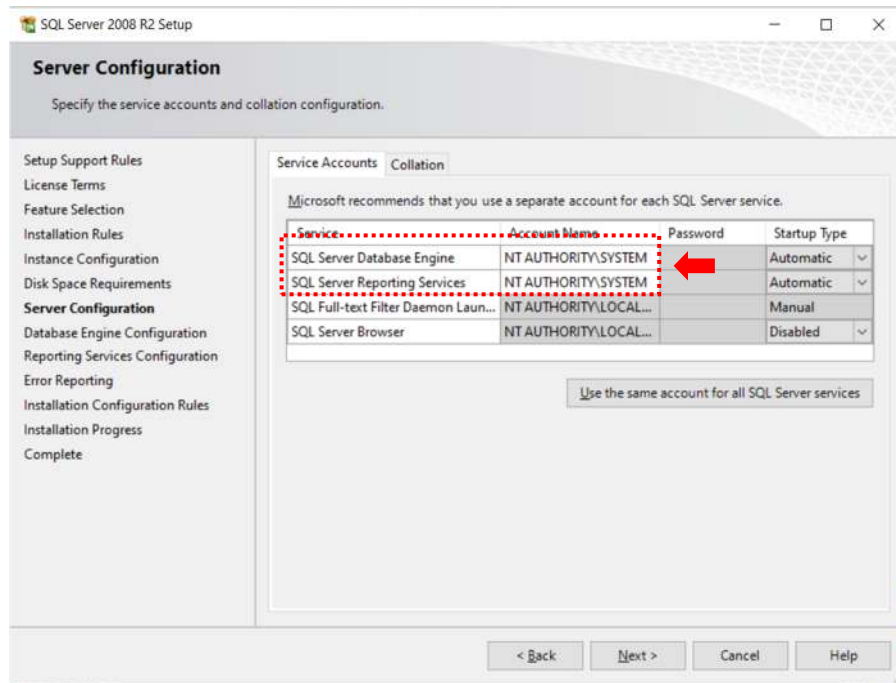 SQL Server 2008 R2 Setup
Server Configuration
Specify the service accounts and collation configuration.
Setup Support Rules
License Terms
Feature Selection
Installation Rules
Instance Configuration
Disk Space Requirements
Server Configuration
Database Engine Configuration
Reporting Services Configuration
Error Reporting
Installation Configuration Rules
Installation Progress
Complete
Service Accounts Collation
Microsoft recommends that you use a separate account for each SQL Server service.
Service Account Name Password Startup Type
SQL Server Database Engine NT AUTHORITY\SYSTEM Automatic
SQL Server Reporting Services NT AUTHORITY\SYSTEM Automatic
SQL Full-text Filter Daemon Laun... NT AUTHORITY\LOCAL... Manual
SQL Server Browser NT AUTHORITY\LOCAL... Disabled
Use the same account for all SQL Server services
< Back Next > Cancel Help